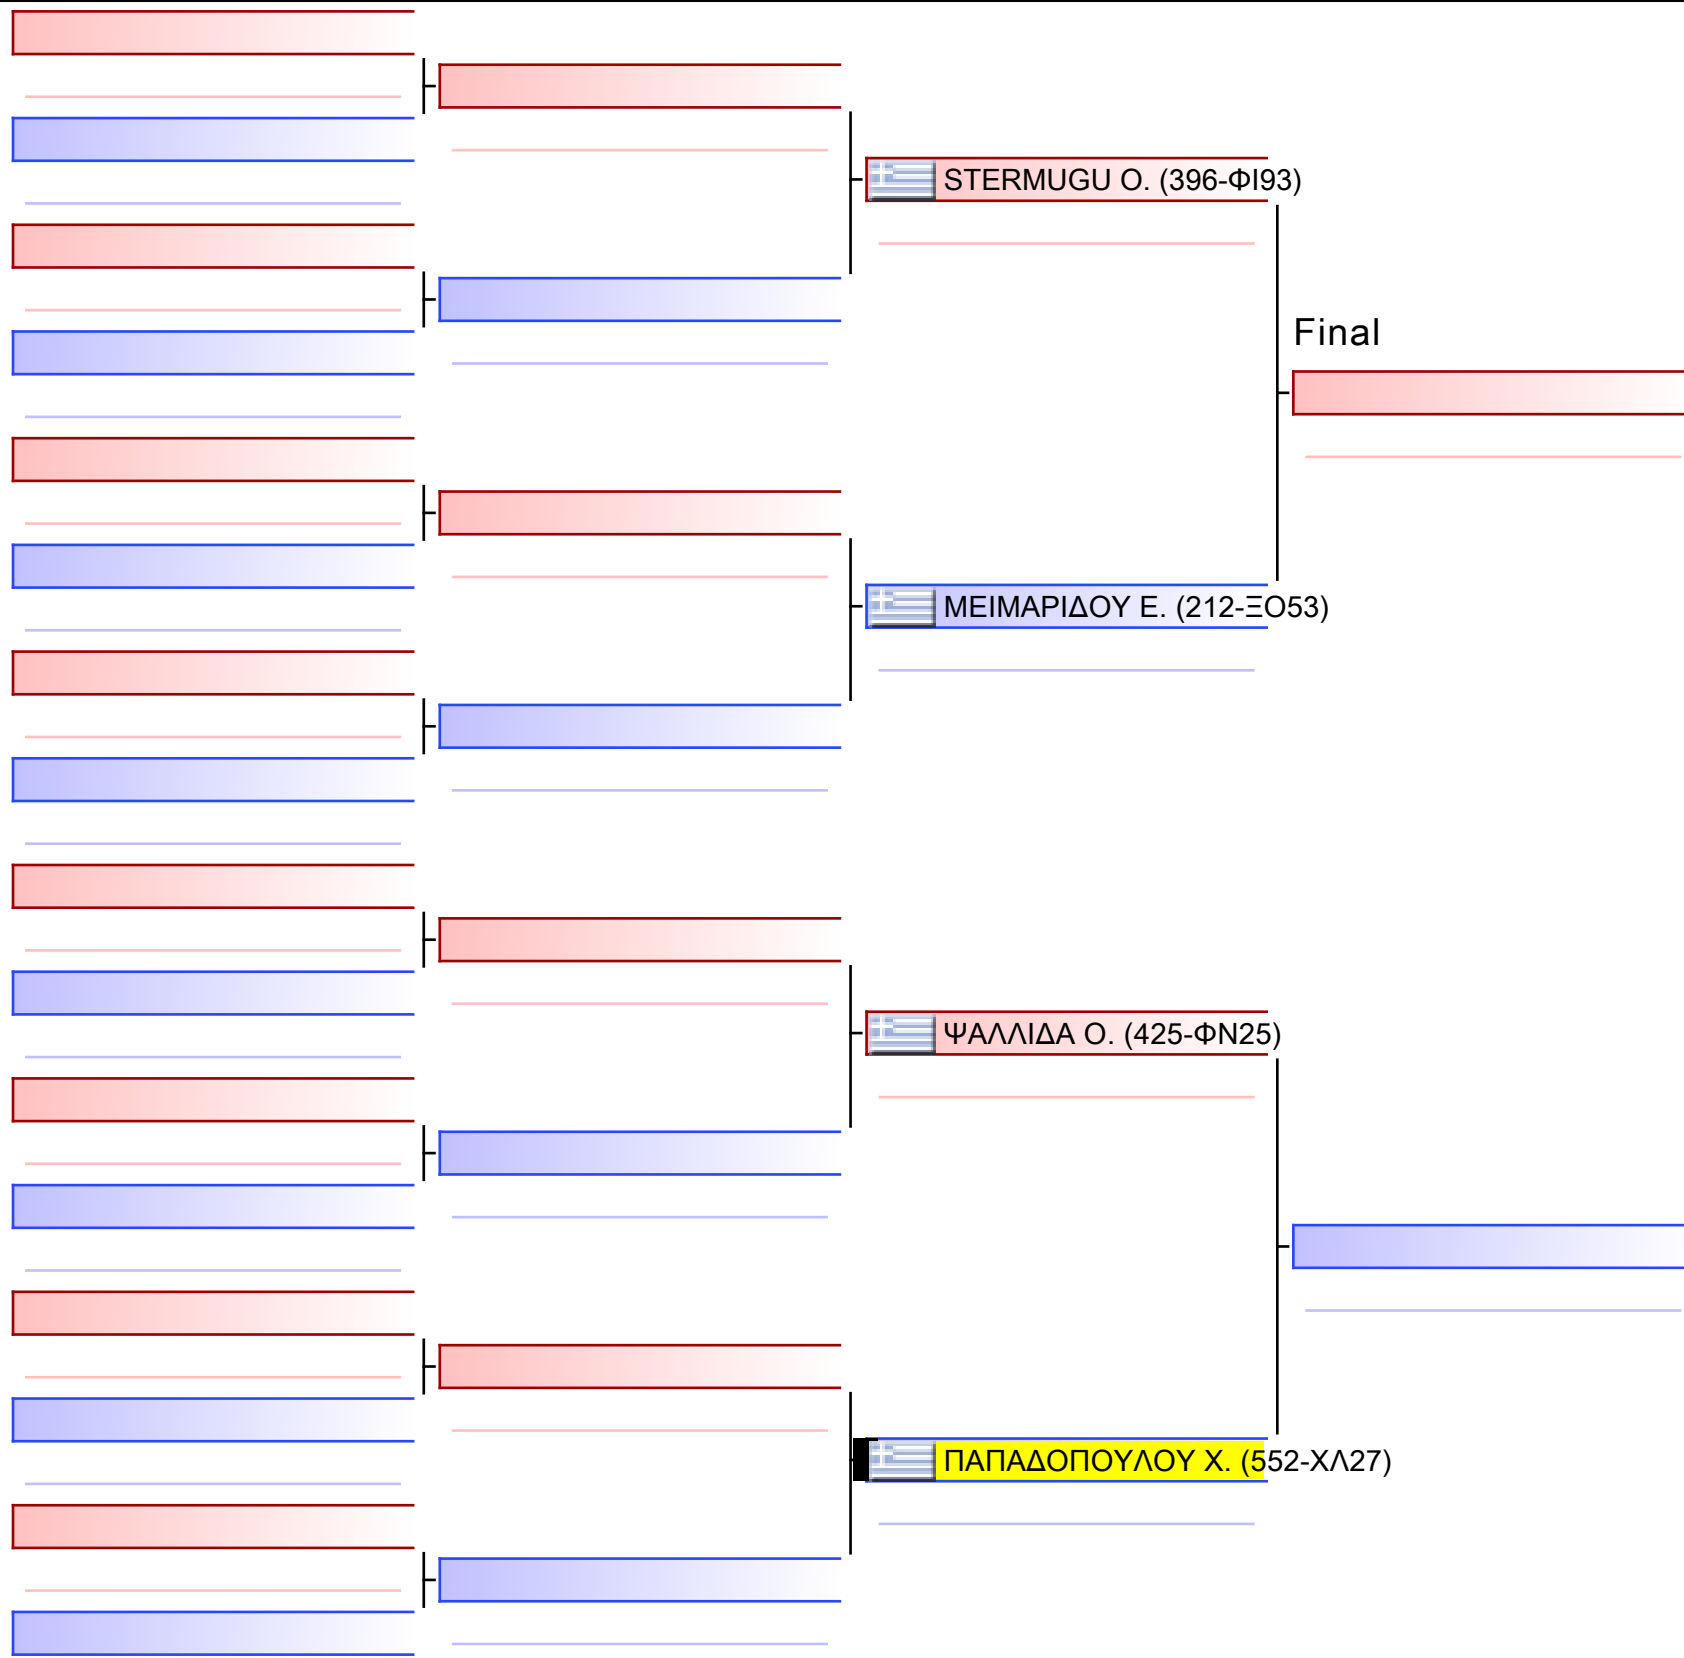 STERMUGU O. (396-ΦΙ93)
Final
ΜΕΙΜΑΡΙΔΟΥ Ε. (212-ΞΟ53)
ΨΑΛΛΙΔΑ Ο. (425-ΦΝ25)
ΠΑΠΑΔΟΠΟΥΛΟΥ Χ. (552-ΧΛ27)